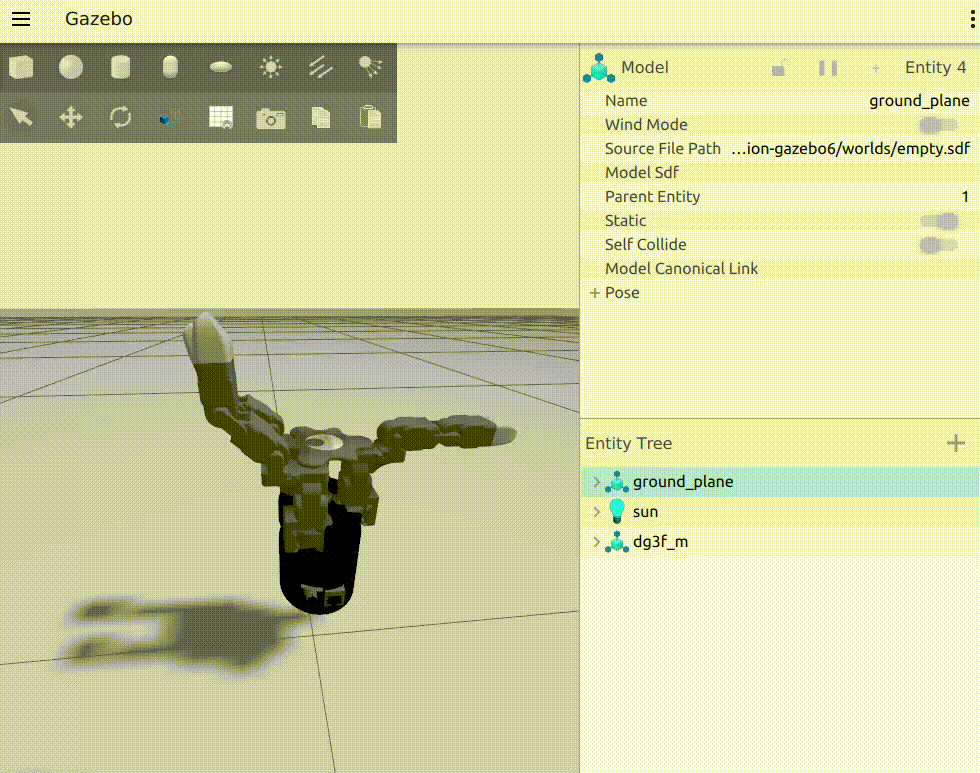 Gazebo
Model Entity 4
Name ground_plane
Wind Mode
Source File Path ...ion-gazebo6/worlds/empty.sdf
Model Sdf
Parent Entity 1
Static
Self Collide
Model Canonical Link
+ Pose
Entity Tree
ground_plane
sun
dg3f_m